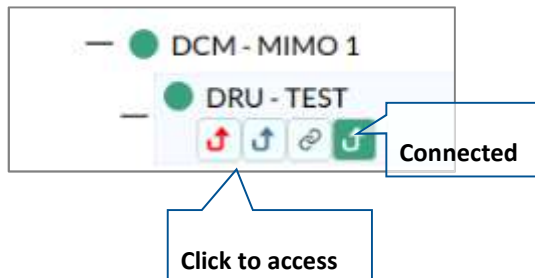 DCM - MIMO 1
DRU - TEST
Connected
Click to access